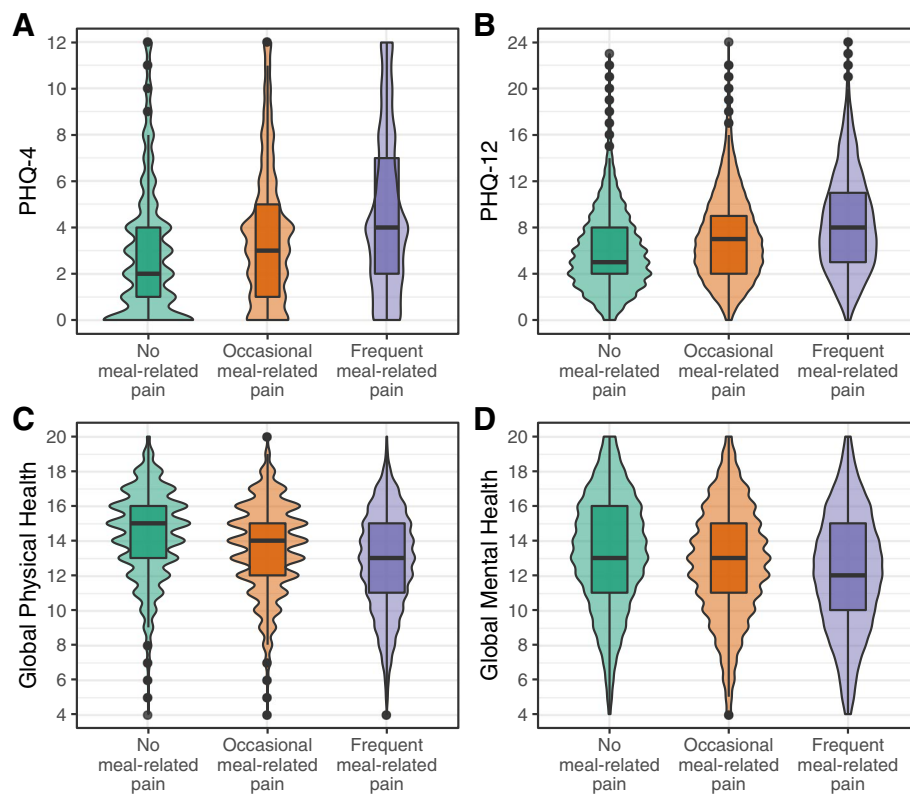 A
PHQ-4
12
10
8
6
4
2
0
No
meal-related
pain
Occasional
meal-related
pain
Frequent
meal-related
pain
B
PHQ-12
24
20
16
12
8
4
0
No
meal-related
pain
Occasional
meal-related
pain
Frequent
meal-related
pain
C
Global Physical Health
20
18
16
14
12
10
8
6
4
No
meal-related
pain
Occasional
meal-related
pain
Frequent
meal-related
pain
D
Global Mental Health
20
18
16
14
12
10
8
6
4
No
meal-related
pain
Occasional
meal-related
pain
Frequent
meal-related
pain